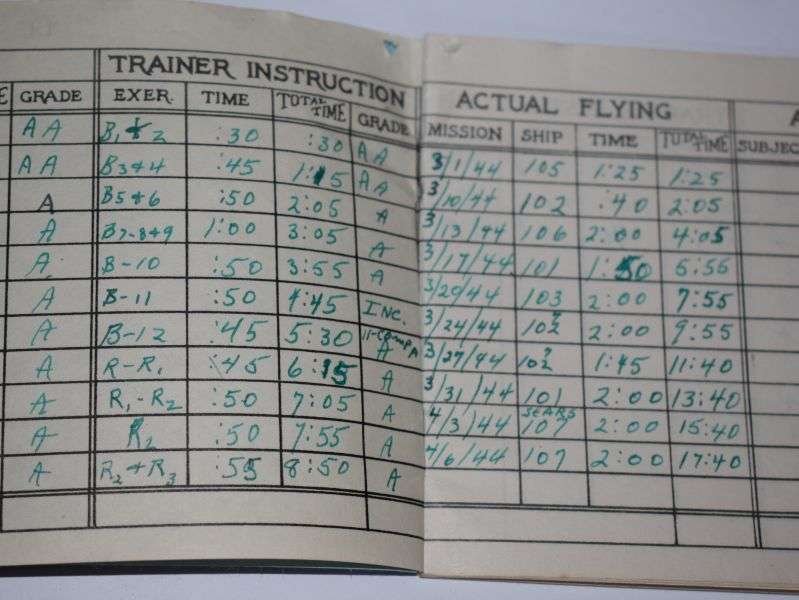 TRAINER INSTRUCTION ACTUAL FLYING
E GRADE EXER. TIME TOTAL TIME GRADE MISSION SHIP TIME TOTAL TIME SUBJEC
AA B1 & 2 :30 :30 AA 3/1/44 105 1:25 1:25
AA B3&4 :45 1:15 AA 3/10/44 102 :40 2:05
A B5&6 :50 2:05 A 3/13/44 106 2:00 4:05
A B7-8&9 1:00 3:05 A 3/17/44 101 1:50 5:55
A B-10 :50 3:55 A 3/20/44 103 2:00 7:55
A B-11 :50 4:45 INC. 3/24/44 102 2:00 9:55
A B-12 :45 5:30 11-COMP A A 3/27/44 102 1:45 11:40
A R-R1 :45 6:15 A 3/31/44 101 2:00 13:40
A R1-R2 :50 7:05 A 4/3/44 SEARS 107 2:00 15:40
A R2 :50 7:55 A 4/6/44 107 2:00 17:40
A R2&R3 :55 8:50 A